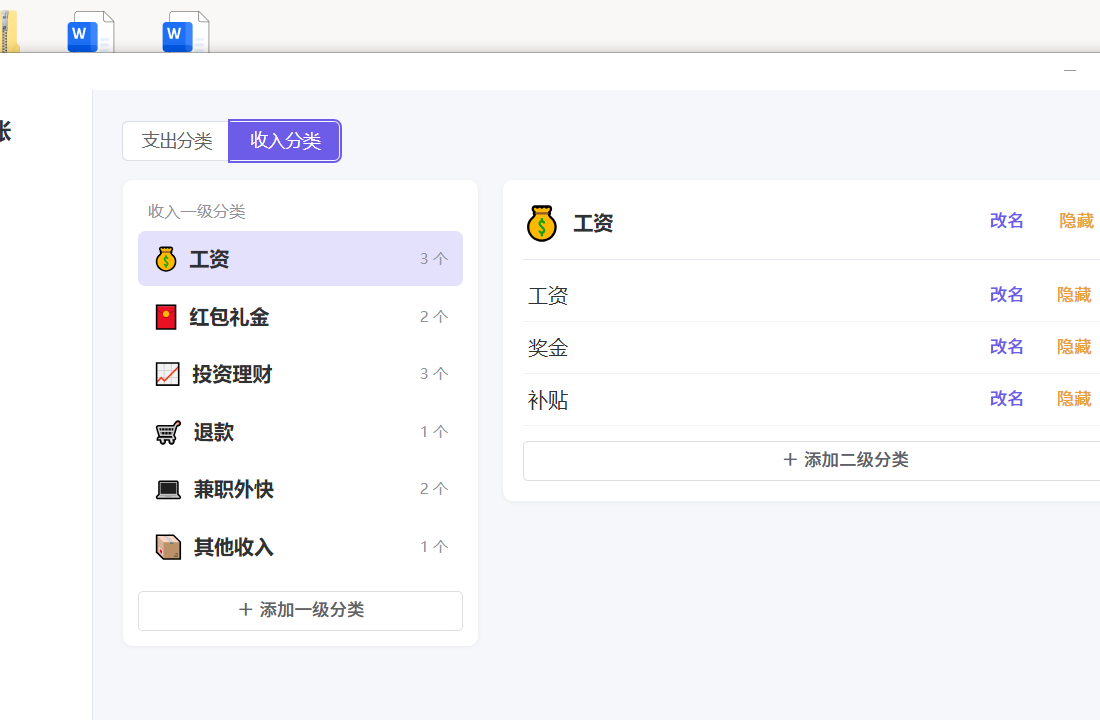 W W
账
支出分类 收入分类
收入一级分类
工资 3 个
红包礼金 2 个
投资理财 3 个
退款 1 个
兼职外快 2 个
其他收入 1 个
+ 添加一级分类
工资 改名 隐藏
工资 改名 隐藏
奖金 改名 隐藏
补贴 改名 隐藏
+ 添加二级分类